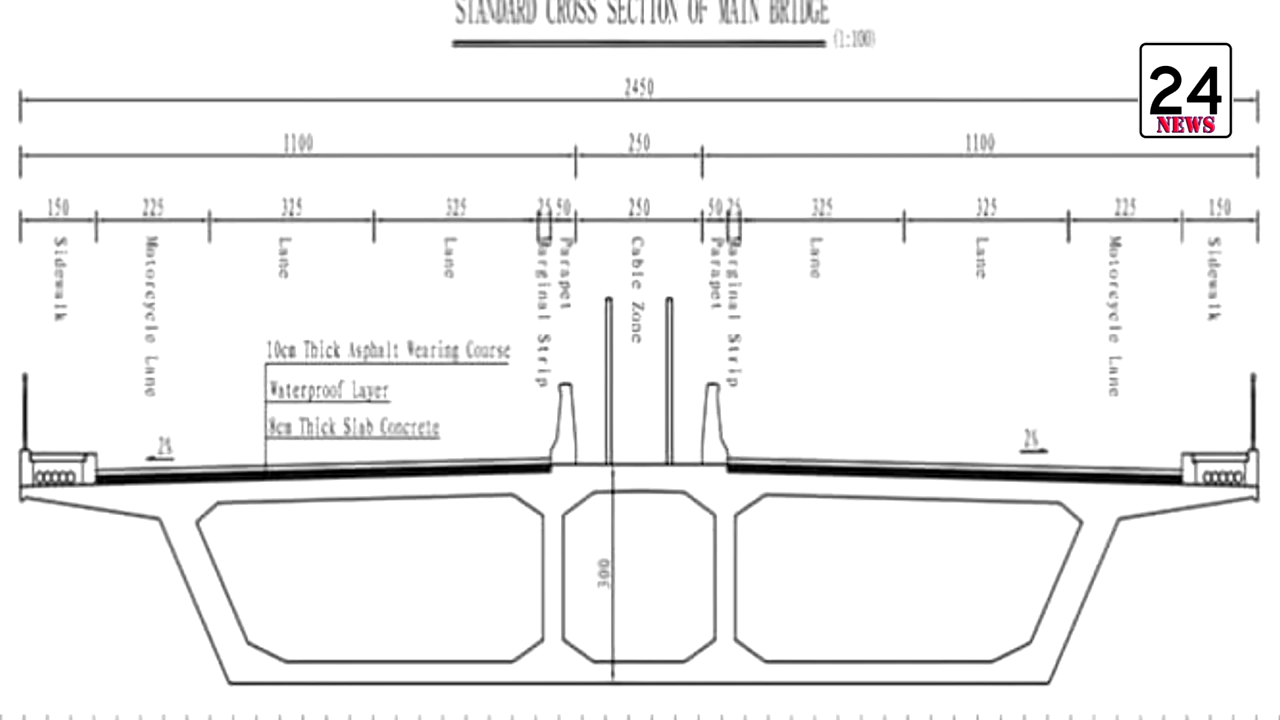 STANDARD CROSS SECTION OF MAIN BRIDGE
(1:100)
24
NEWS
2450
1100 250 1100
150 225 325 325 25 50 250 50 25 325 325 225 150
Sidewalk
Motorcycle Lane
Lane
Lane
Marginal Strip
Parapet
Cable Zone
Parapet
Marginal Strip
Lane
Lane
Motorcycle Lane
Sidewalk
10cm Thick Asphalt Wearing Course
Waterproof Layer
8cm Thick Slab Concrete
2%
2%
300